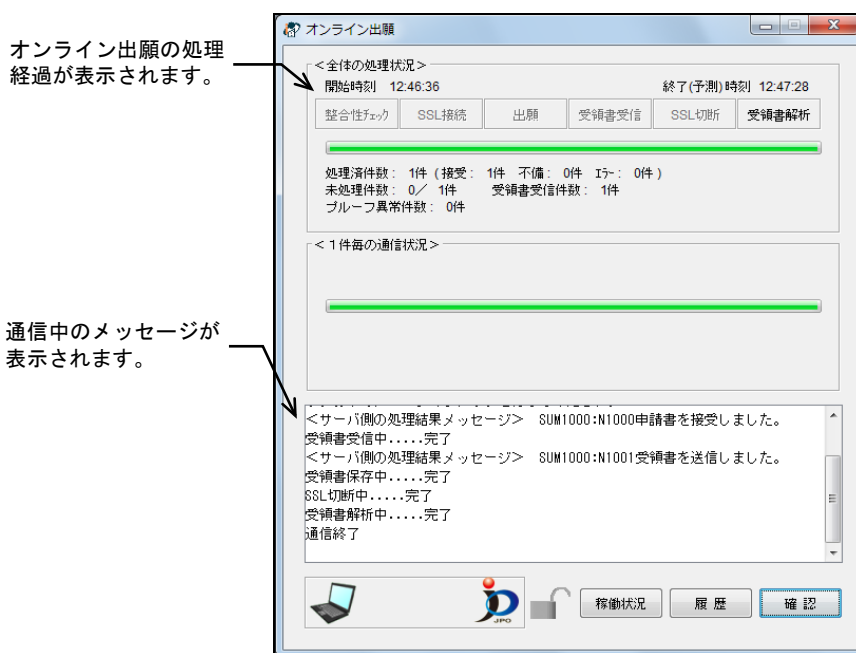 オンライン出願
オンライン出願の処理
経過が表示されます。
<全体の処理状況>
開始時刻 12:46:36 終了(予測)時刻 12:47:28
整合性ﾁｪｯｸ SSL接続 出願 受領書受信 SSL切断 受領書解析
処理済件数： 1件（接受： 1件 不備： 0件 ｴﾗｰ： 0件）
未処理件数： 0／ 1件 受領書受信件数： 1件
プルーフ異常件数： 0件
<１件毎の通信状況>
通信中のメッセージが
表示されます。
<サーバ側の処理結果メッセージ> SUM1000:N1000申請書を接受しました。
受領書受信中.....完了
<サーバ側の処理結果メッセージ> SUM1000:N1001受領書を送信しました。
受領書保存中.....完了
SSL切断中.....完了
受領書解析中.....完了
通信終了
JPO 稼働状況 履歴 確認